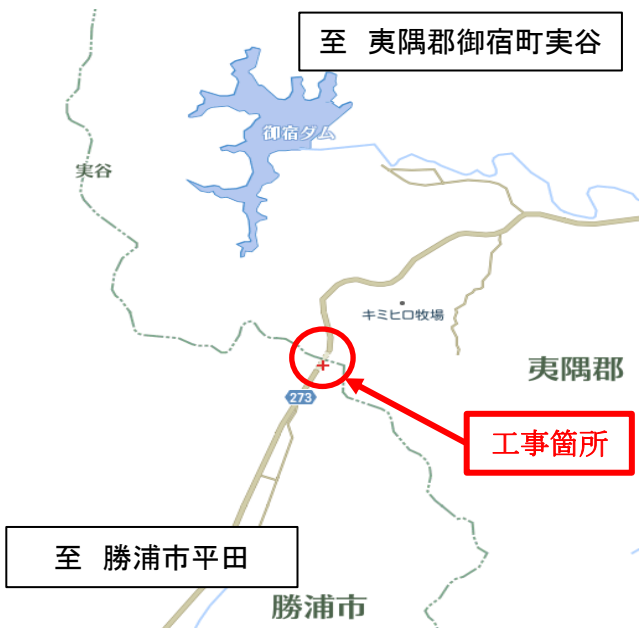 至　夷隅郡御宿町実谷
御宿ダム
実谷
キミヒロ牧場
夷隅郡
273
工事箇所
至　勝浦市平田
勝浦市